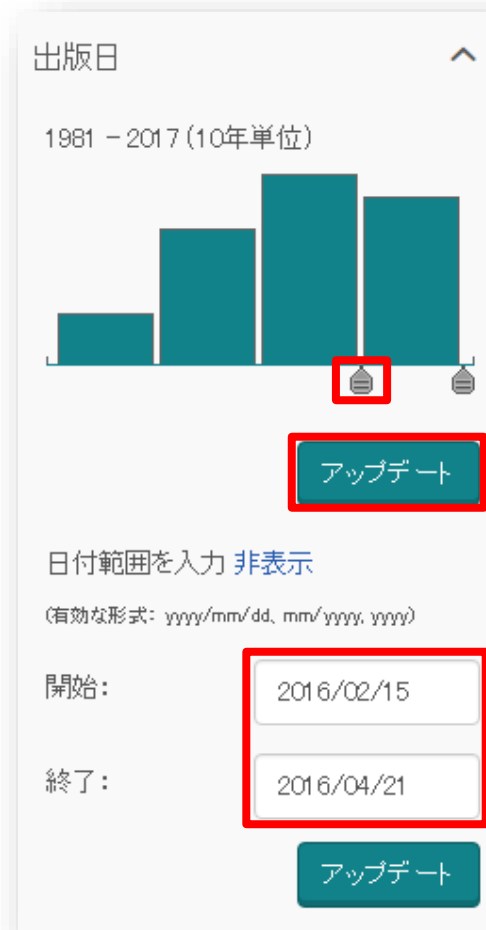 出版日
1981 - 2017(10年単位)
アップデート
日付範囲を入力 非表示
(有効な形式: yyyy/mm/dd、mm/yyyy, yyyy)
開始: 2016/02/15
終了: 2016/04/21
アップデート